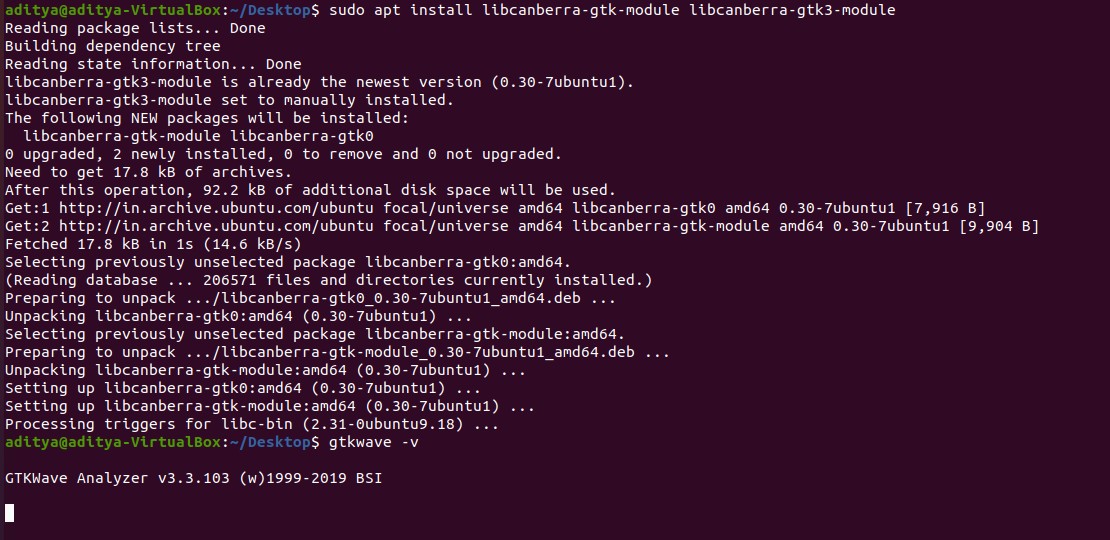 aditya@aditya-VirtualBox:~/Desktop$ sudo apt install libcanberra-gtk-module libcanberra-gtk3-module
Reading package lists... Done
Building dependency tree
Reading state information... Done
libcanberra-gtk3-module is already the newest version (0.30-7ubuntu1).
libcanberra-gtk3-module set to manually installed.
The following NEW packages will be installed:
  libcanberra-gtk-module libcanberra-gtk0
0 upgraded, 2 newly installed, 0 to remove and 0 not upgraded.
Need to get 17.8 kB of archives.
After this operation, 92.2 kB of additional disk space will be used.
Get:1 http://in.archive.ubuntu.com/ubuntu focal/universe amd64 libcanberra-gtk0 amd64 0.30-7ubuntu1 [7,916 B]
Get:2 http://in.archive.ubuntu.com/ubuntu focal/universe amd64 libcanberra-gtk-module amd64 0.30-7ubuntu1 [9,904 B]
Fetched 17.8 kB in 1s (14.6 kB/s)
Selecting previously unselected package libcanberra-gtk0:amd64.
(Reading database ... 206571 files and directories currently installed.)
Preparing to unpack .../libcanberra-gtk0_0.30-7ubuntu1_amd64.deb ...
Unpacking libcanberra-gtk0:amd64 (0.30-7ubuntu1) ...
Selecting previously unselected package libcanberra-gtk-module:amd64.
Preparing to unpack .../libcanberra-gtk-module_0.30-7ubuntu1_amd64.deb ...
Unpacking libcanberra-gtk-module:amd64 (0.30-7ubuntu1) ...
Setting up libcanberra-gtk0:amd64 (0.30-7ubuntu1) ...
Setting up libcanberra-gtk-module:amd64 (0.30-7ubuntu1) ...
Processing triggers for libc-bin (2.31-0ubuntu9.18) ...
aditya@aditya-VirtualBox:~/Desktop$ gtkwave -v
GTKWave Analyzer v3.3.103 (w)1999-2019 BSI